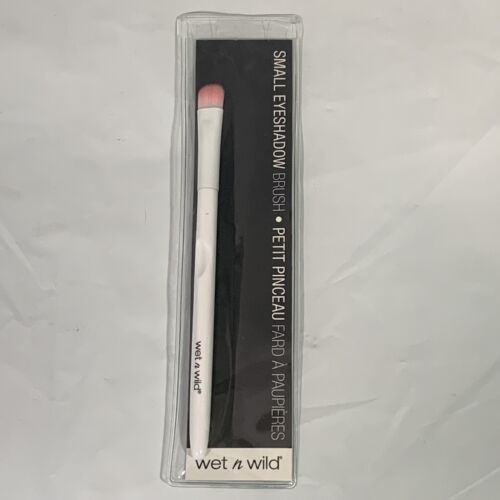 SMALL EYESHADOW BRUSH • PETIT PINCEAU FARD À PAUPIÈRES
wet n wild®
wet n wild®